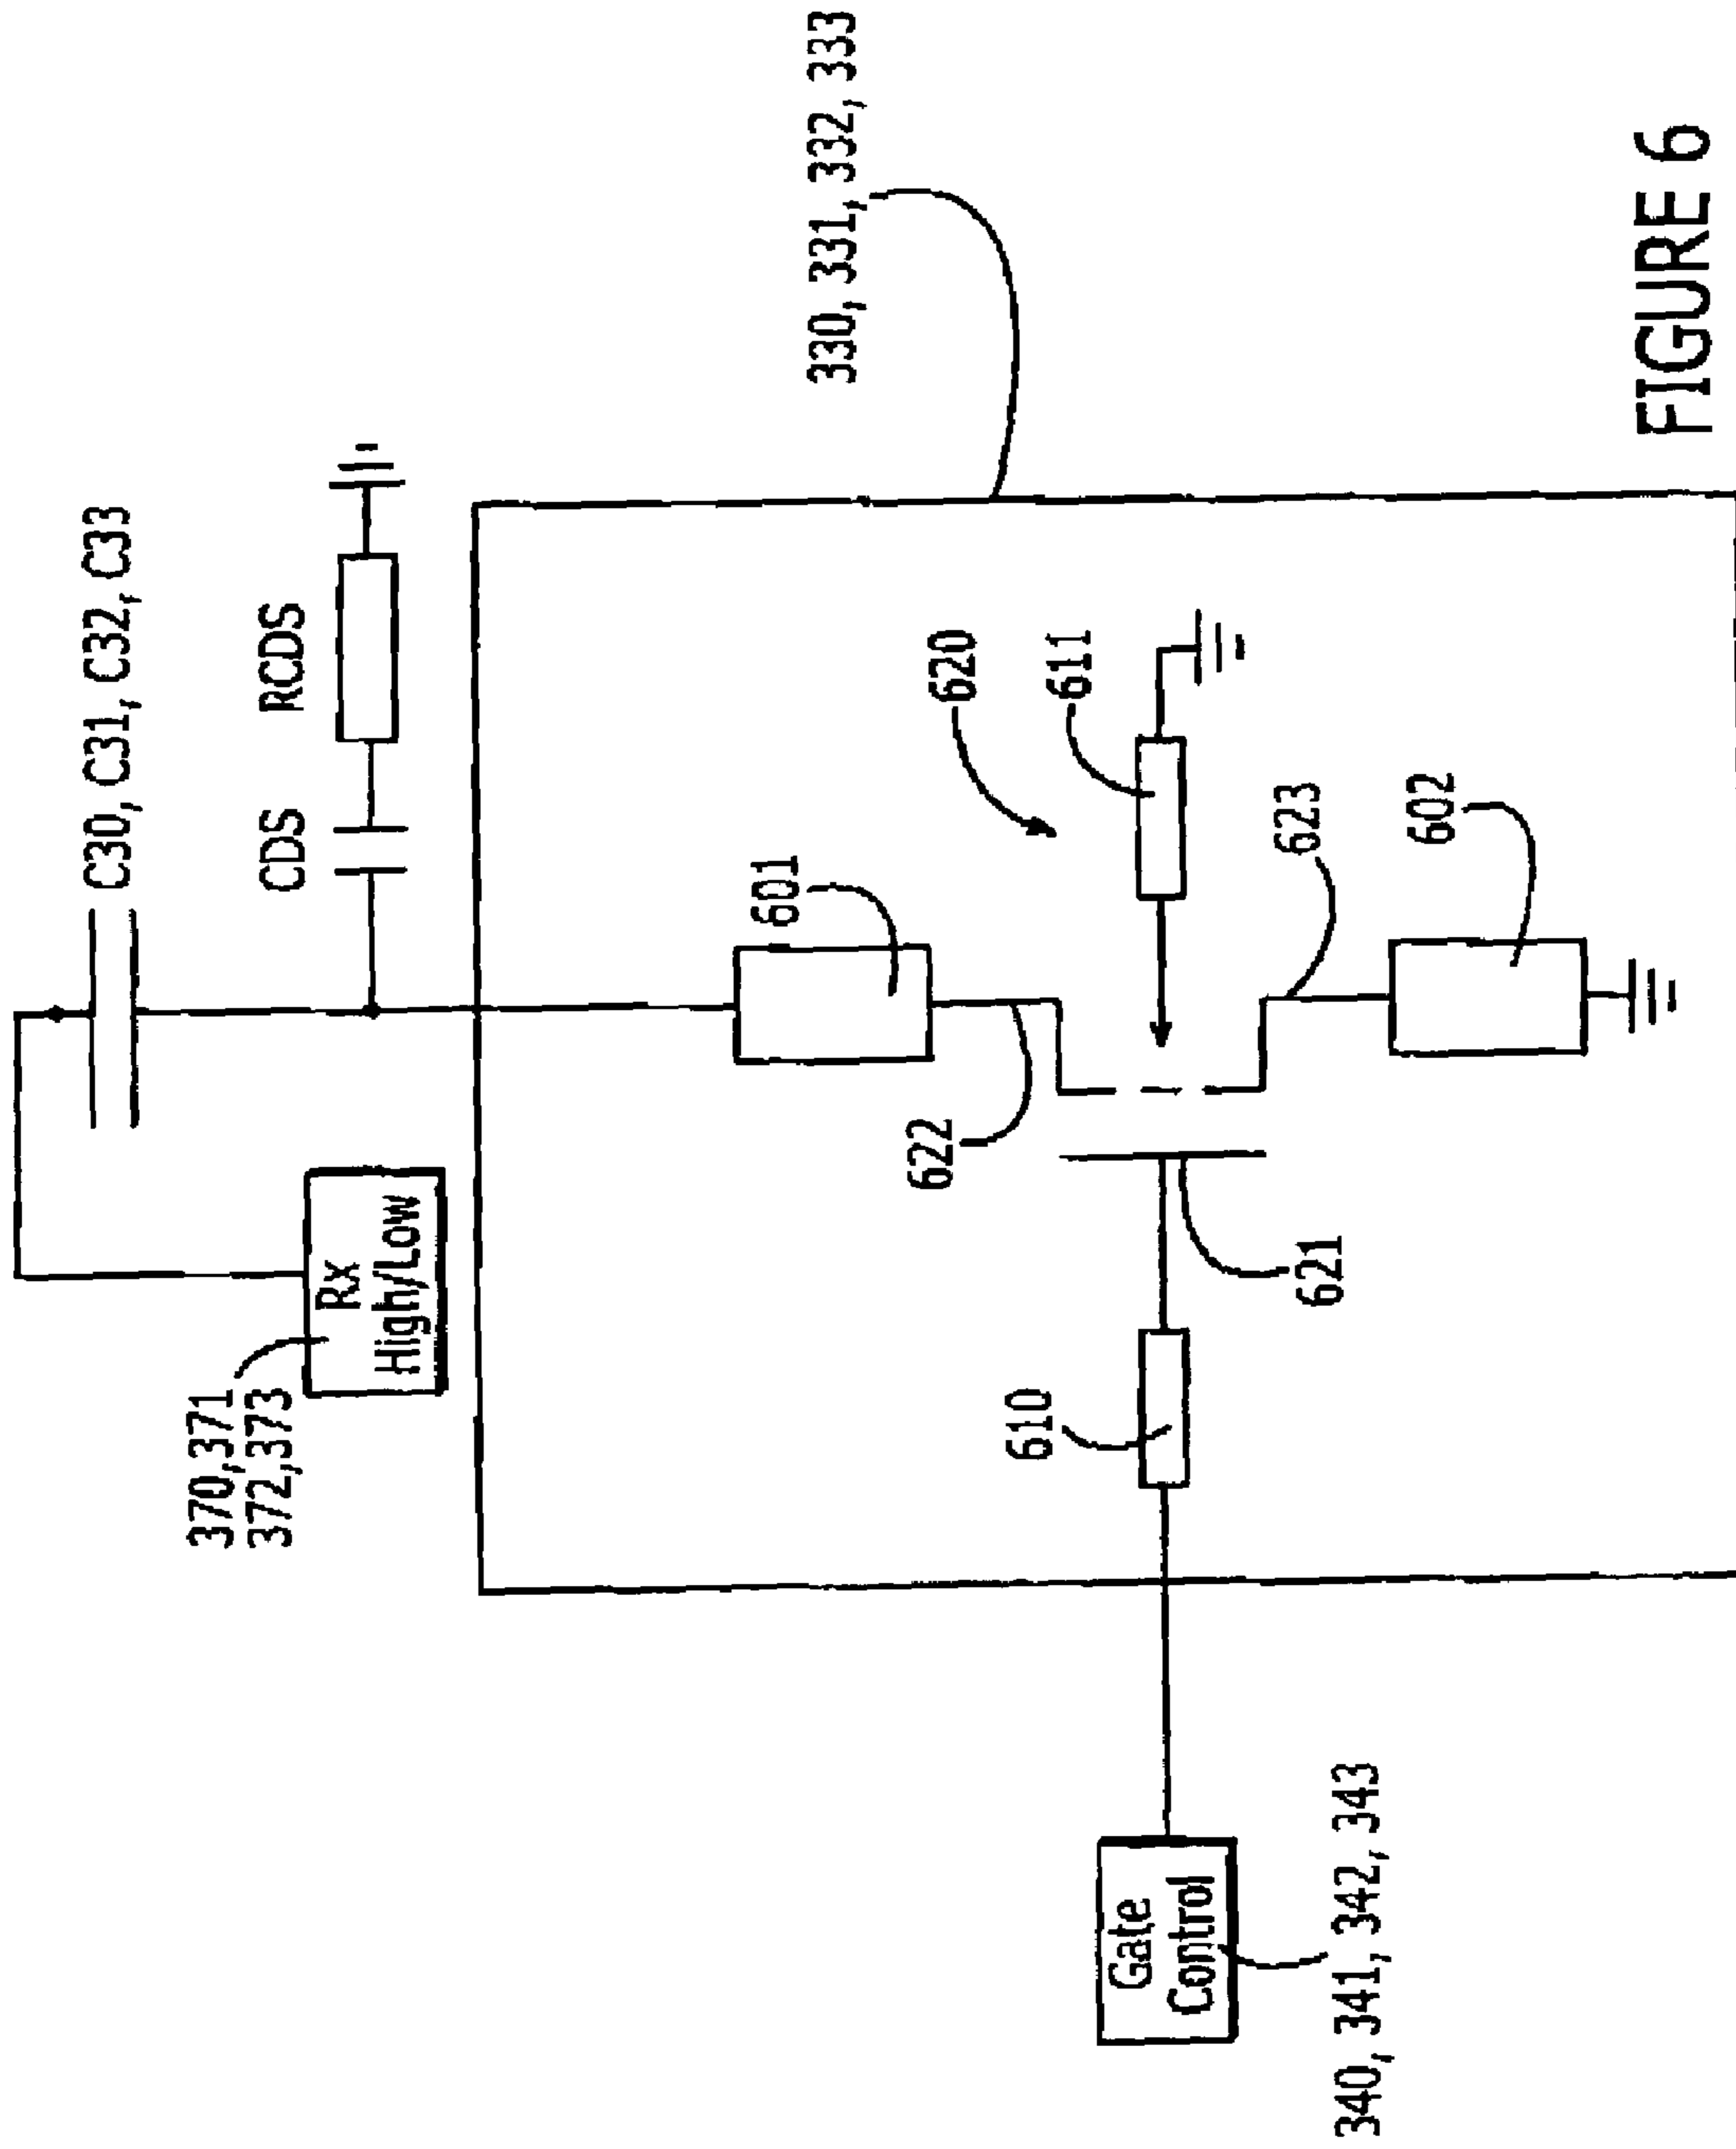 C30, C31, C32, C33
370,371
372,373
Rx
High/Low
CDS
RCDS
330, 331, 332, 333
601
622
620
611
610
621
623
602
Gate
Control
340, 341, 342, 343
FIGURE 6